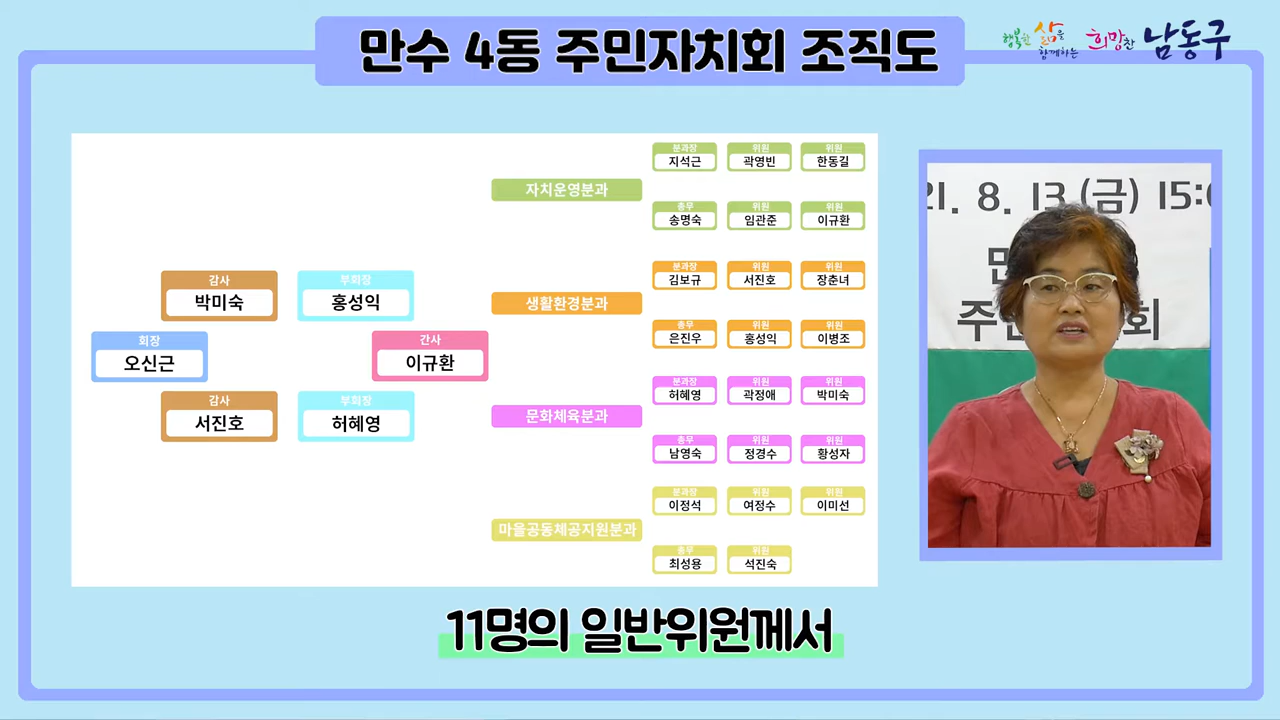 만수 4동 주민자치회 조직도
행복한 삶을 함께하는 희망찬 남동구
분과장 위원 위원
지석근 곽영빈 한동길
자치운영분과
총무 위원 위원
송명숙 임관준 이규환
분과장 위원 위원
김보규 서진호 장춘녀
감사 부회장
박미숙 홍성익
생활환경분과
총무 위원 위원
은진우 홍성익 이병조
회장 간사
오신근 이규환
분과장 위원 위원
허혜영 곽정애 박미숙
감사 부회장
서진호 허혜영
문화체육분과
총무 위원 위원
남영숙 정경수 황성자
분과장 위원 위원
이정석 여정수 이미선
마을공동체공지원분과
총무 위원
최성용 석진숙
21. 8. 13 (금) 15:
주 회
11명의 일반위원께서